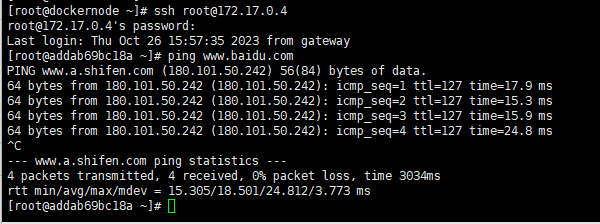 [root@dockernode ~]# ssh root@172.17.0.4
root@172.17.0.4's password:
Last login: Thu Oct 26 15:57:35 2023 from gateway
[root@addab69bc18a ~]# ping www.baidu.com
PING www.a.shifen.com (180.101.50.242) 56(84) bytes of data.
64 bytes from 180.101.50.242 (180.101.50.242): icmp_seq=1 ttl=127 time=17.9 ms
64 bytes from 180.101.50.242 (180.101.50.242): icmp_seq=2 ttl=127 time=15.3 ms
64 bytes from 180.101.50.242 (180.101.50.242): icmp_seq=3 ttl=127 time=15.9 ms
64 bytes from 180.101.50.242 (180.101.50.242): icmp_seq=4 ttl=127 time=24.8 ms
^C
--- www.a.shifen.com ping statistics ---
4 packets transmitted, 4 received, 0% packet loss, time 3034ms
rtt min/avg/max/mdev = 15.305/18.501/24.812/3.773 ms
[root@addab69bc18a ~]#